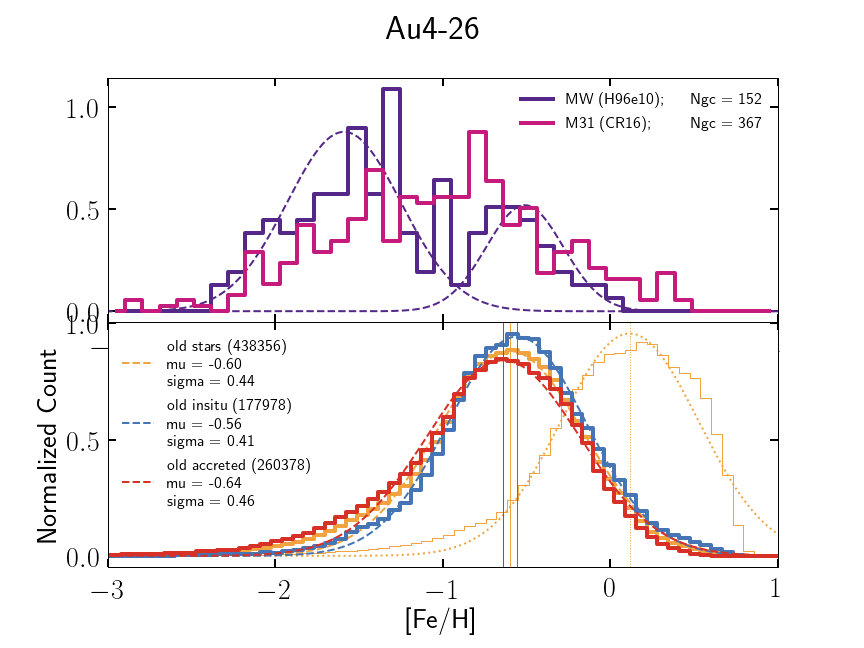 Au4-26
1.0
0.5
0.0
MW (H96e10); Ngc = 152
M31 (CR16); Ngc = 367
Normalized Count
1.0
0.5
0.0
old stars (438356)
mu = -0.60
sigma = 0.44
old insitu (177978)
mu = -0.56
sigma = 0.41
old accreted (260378)
mu = -0.64
sigma = 0.46
−3 −2 −1 0 1
[Fe/H]